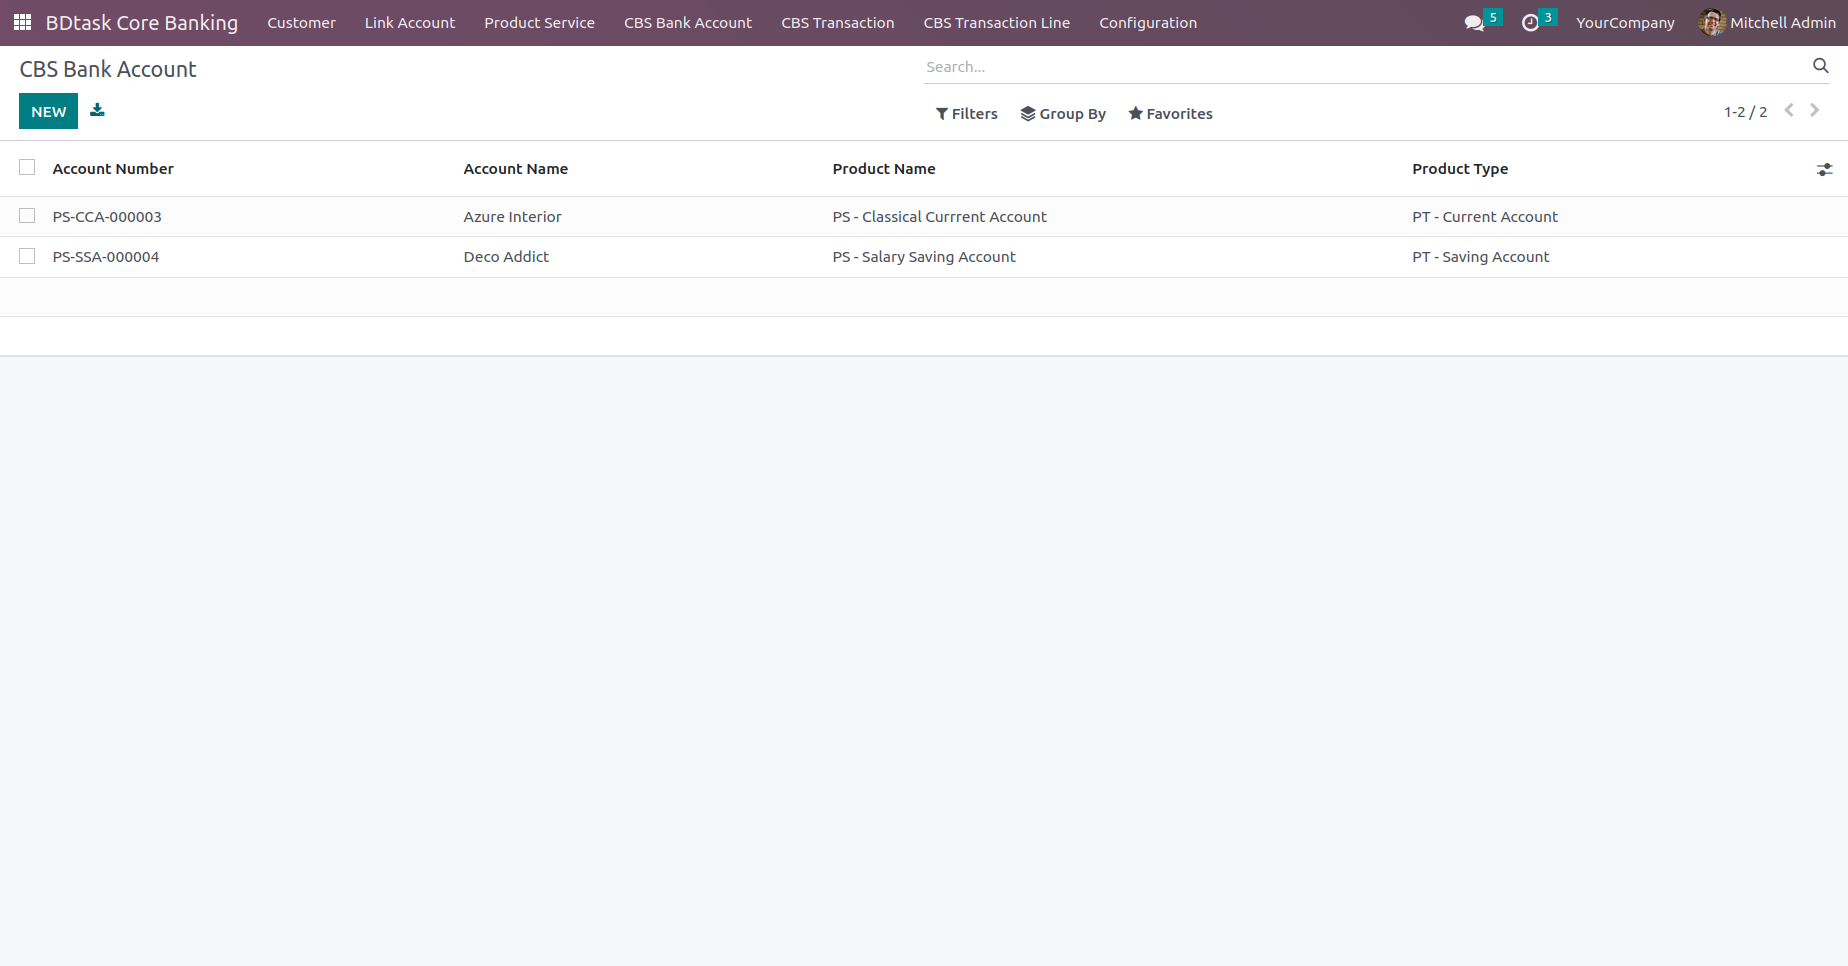 BDtask Core Banking Customer Link Account Product Service CBS Bank Account CBS Transaction CBS Transaction Line Configuration 5 3 YourCompany Mitchell Admin
CBS Bank Account Search...
NEW Filters Group By Favorites 1-2 / 2
Account Number Account Name Product Name Product Type
PS-CCA-000003 Azure Interior PS - Classical Currrent Account PT - Current Account
PS-SSA-000004 Deco Addict PS - Salary Saving Account PT - Saving Account